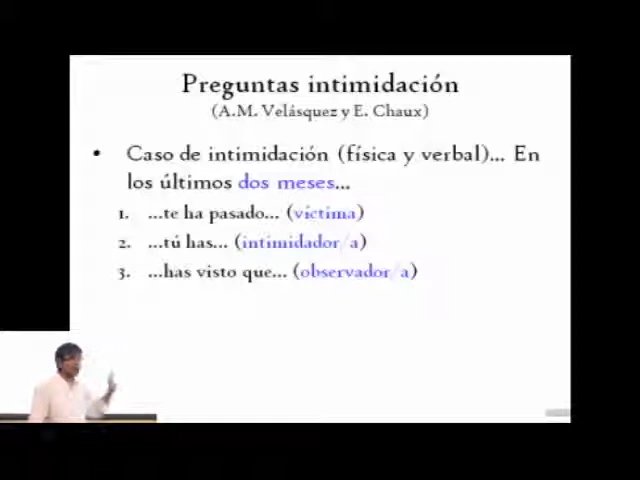 Preguntas intimidación
(A.M. Velásquez y E. Chaux)
• Caso de intimidación (física y verbal)... En
los últimos dos meses...
1. ...te ha pasado... (víctima)
2. ...tú has... (intimidador/a)
3. ...has visto que... (observador/a)